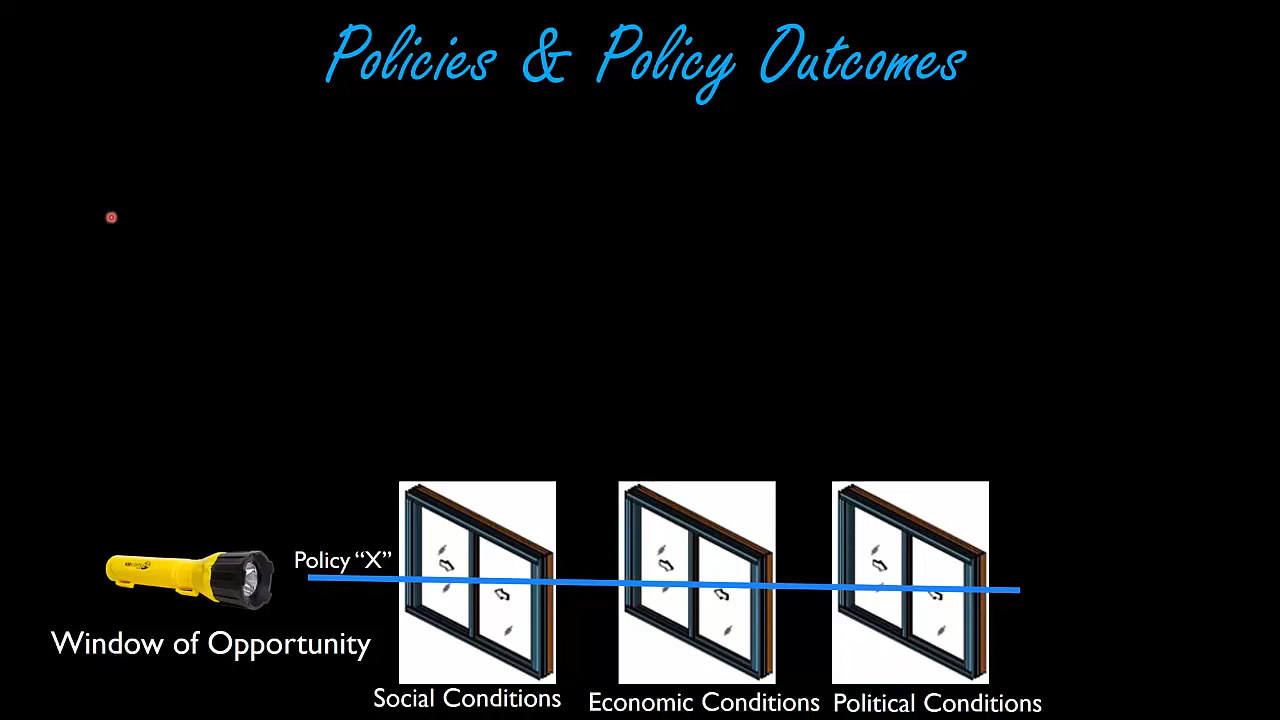 Policies & Policy Outcomes
Policy “X”
Window of Opportunity
Social Conditions
Economic Conditions
Political Conditions